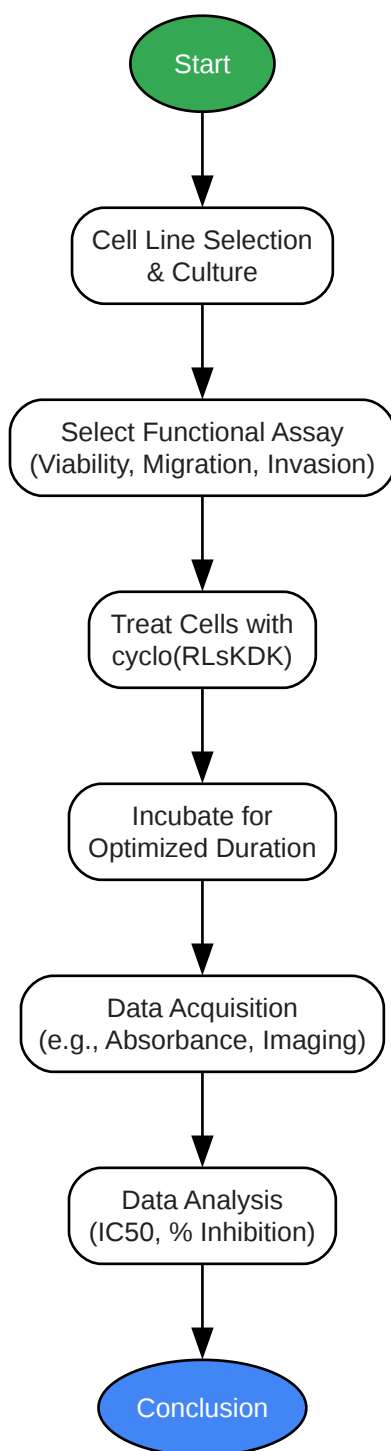 Start
Cell Line Selection
& Culture
Select Functional Assay
(Viability, Migration, Invasion)
Treat Cells with
cyclo(RLsKDK)
Incubate for
Optimized Duration
Data Acquisition
(e.g., Absorbance, Imaging)
Data Analysis
(IC50, % Inhibition)
Conclusion